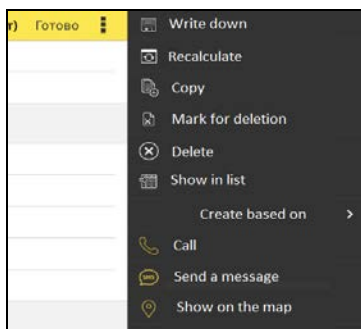 т) Готово
Write down
Recalculate
Copy
Mark for deletion
Delete
Show in list
Create based on
Call
SMS Send a message
Show on the map